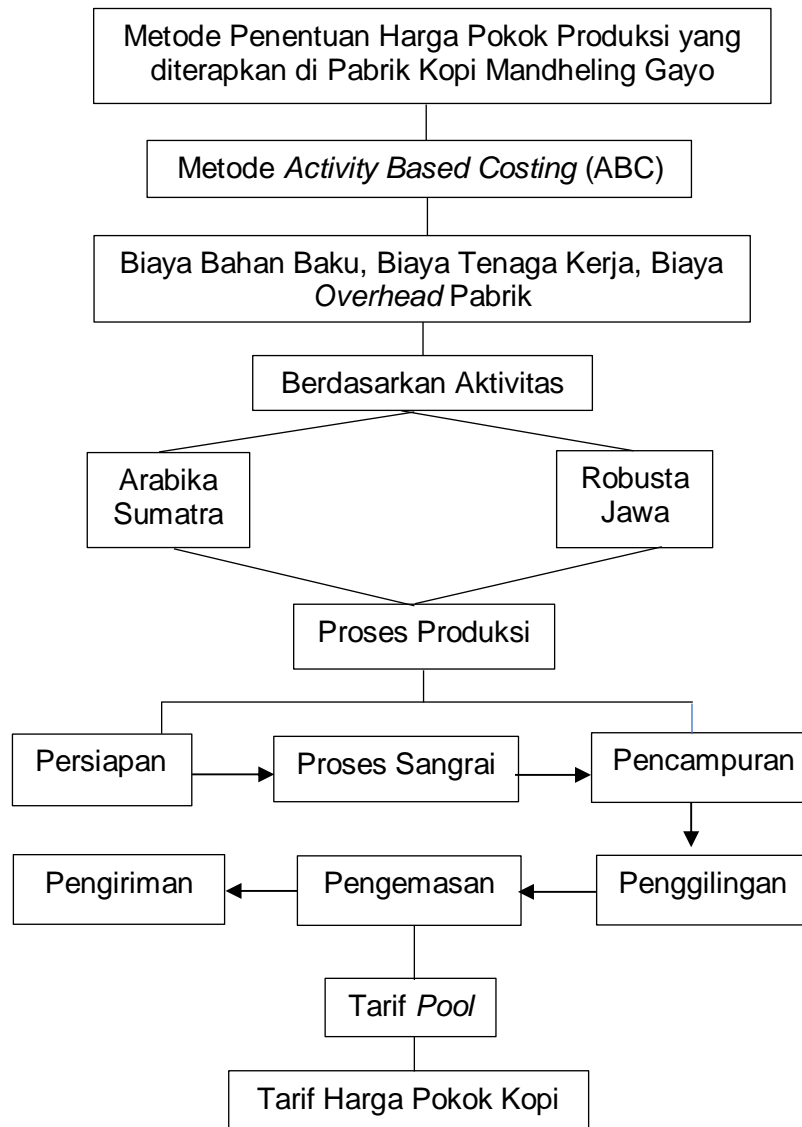 Metode Penentuan Harga Pokok Produksi yang
diterapkan di Pabrik Kopi Mandheling Gayo
Metode Activity Based Costing (ABC)
Biaya Bahan Baku, Biaya Tenaga Kerja, Biaya
Overhead Pabrik
Berdasarkan Aktivitas
Arabika
Sumatra
Robusta
Jawa
Proses Produksi
Persiapan
Proses Sangrai
Pencampuran
Penggilingan
Pengemasan
Pengiriman
Tarif Pool
Tarif Harga Pokok Kopi